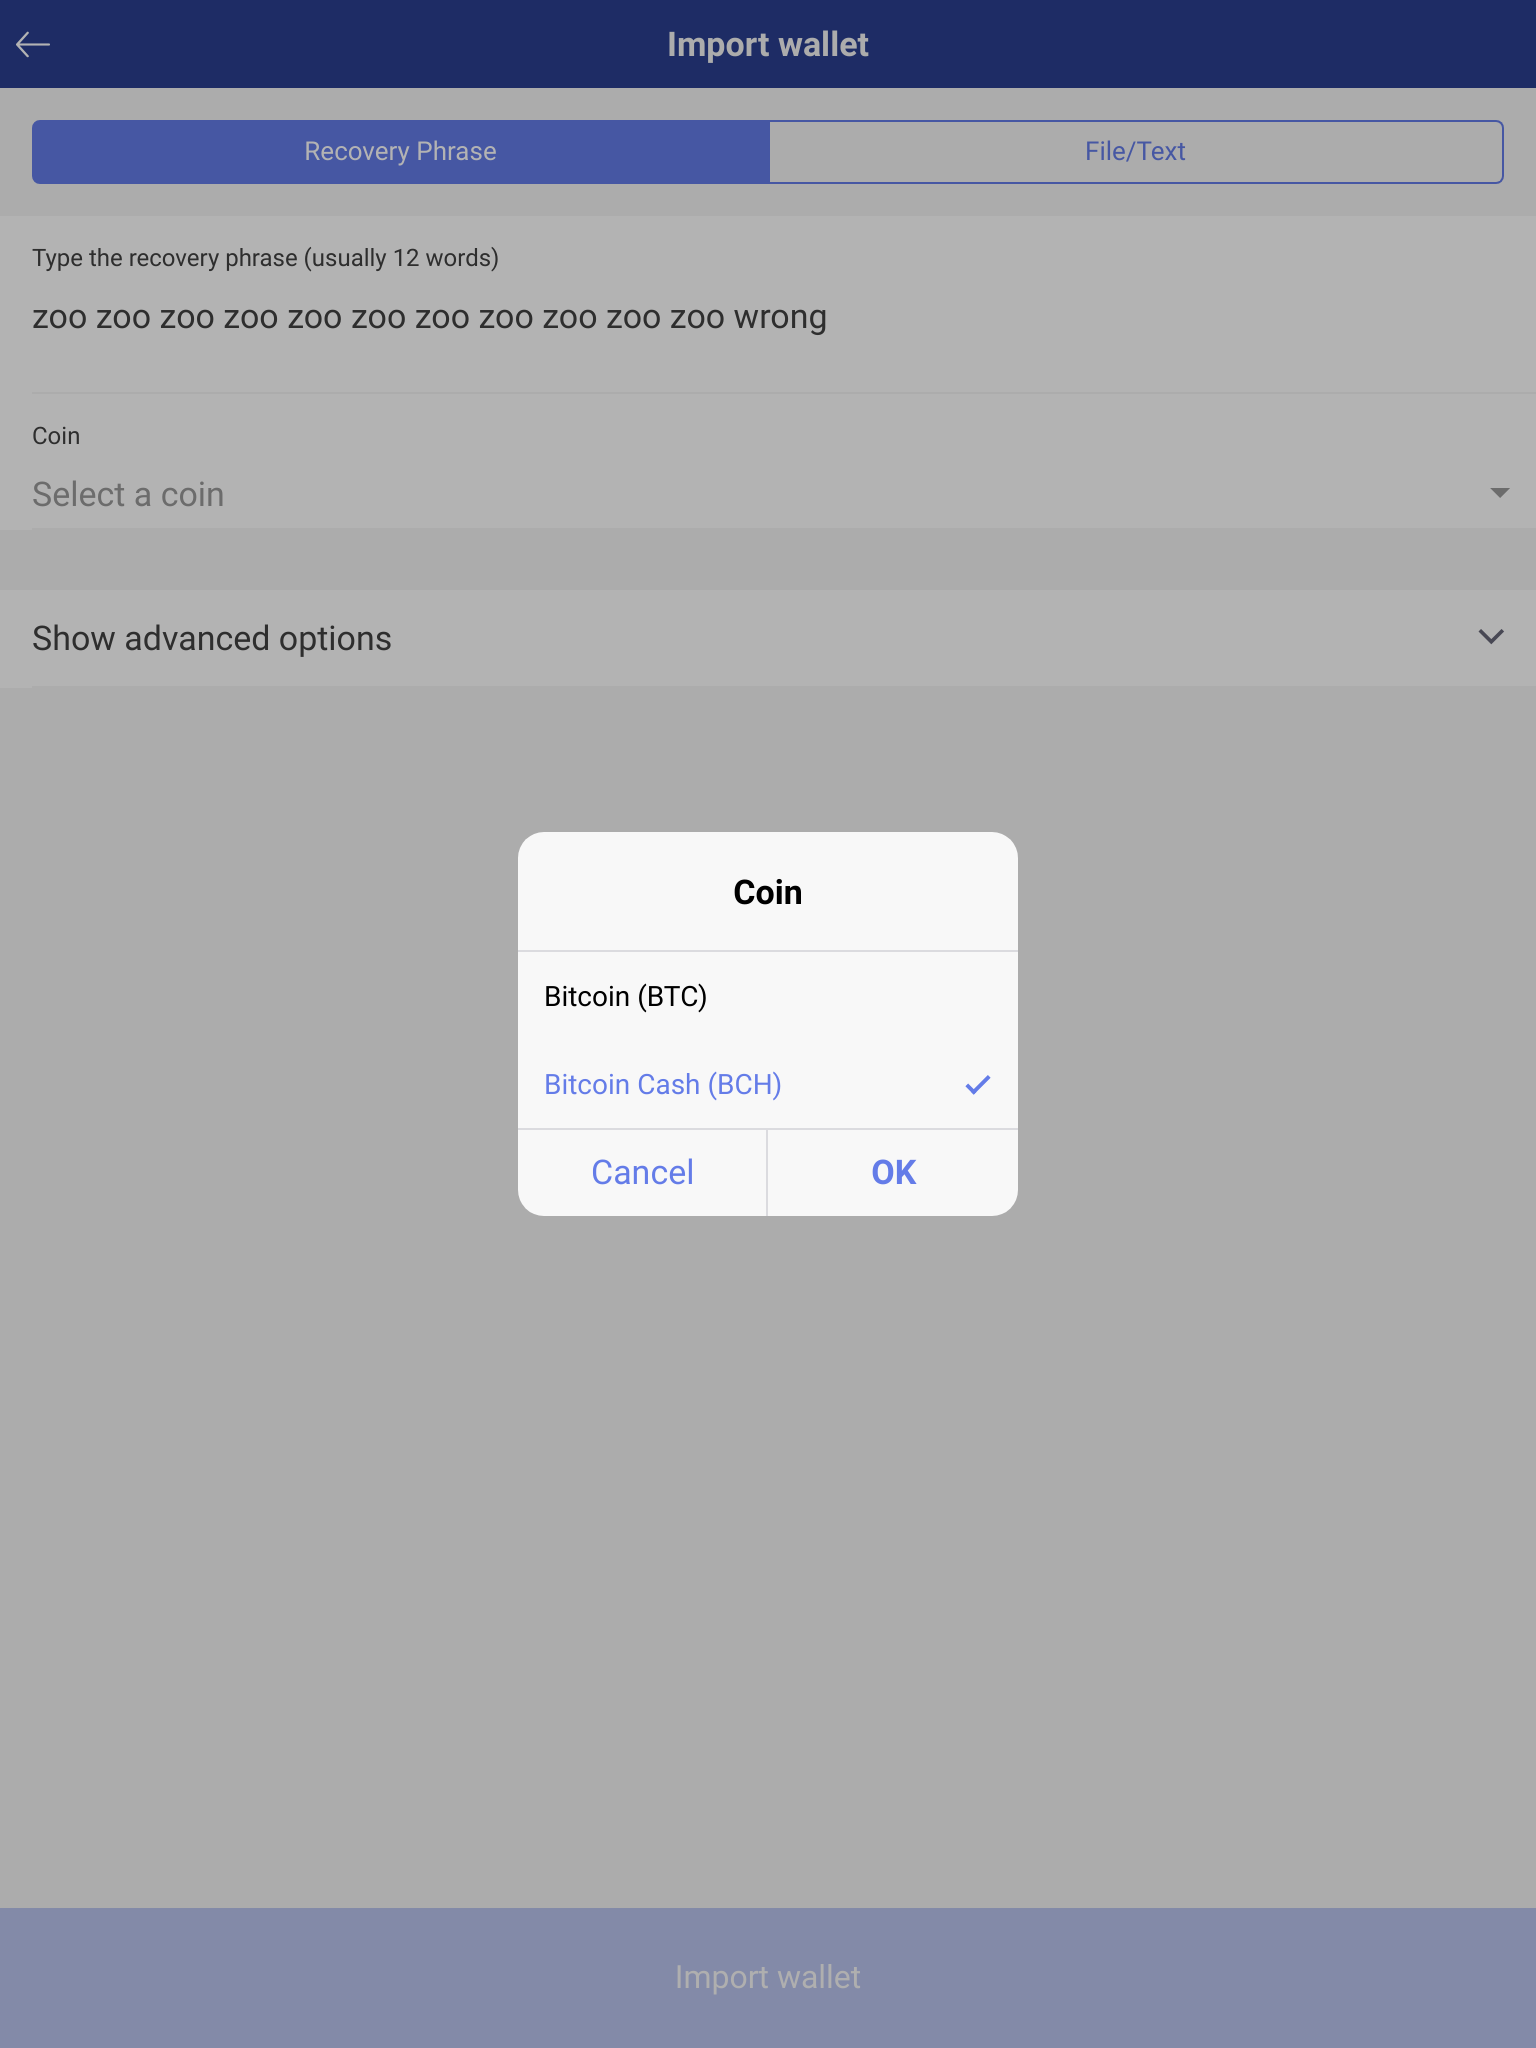 Import wallet
Recovery Phrase
File/Text
Type the recovery phrase (usually 12 words)
zoo zoo zoo zoo zoo zoo zoo zoo zoo zoo zoo wrong
Coin
Select a coin
Show advanced options
Coin
Bitcoin (BTC)
Bitcoin Cash (BCH)
Cancel
OK
Import wallet